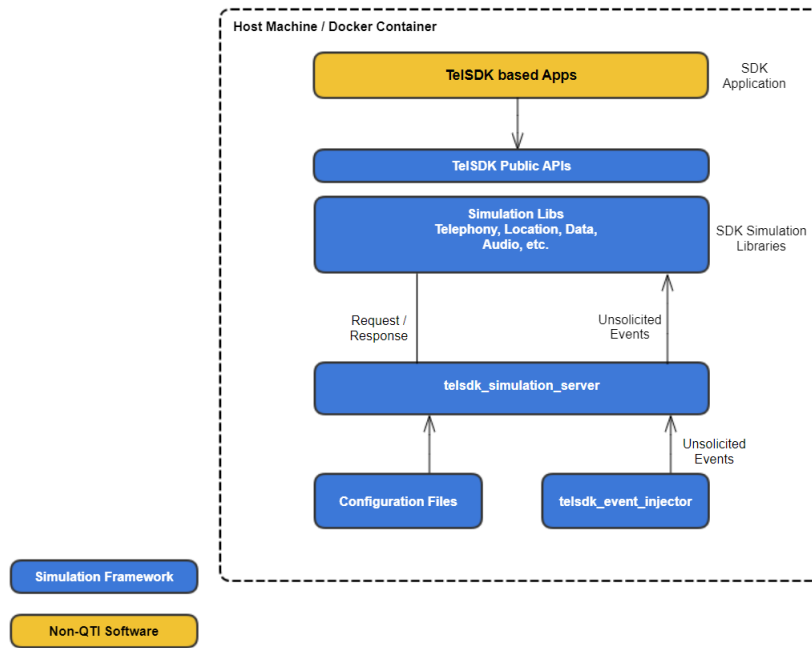 Host Machine / Docker Container
TelSDK based Apps
SDK
Application
TelSDK Public APIs
Simulation Libs
Telephony, Location, Data,
Audio, etc.
SDK Simulation
Libraries
Request /
Response
Unsolicited
Events
telsdk_simulation_server
Unsolicited
Events
Configuration Files
telsdk_event_injector
Simulation Framework
Non-QTI Software